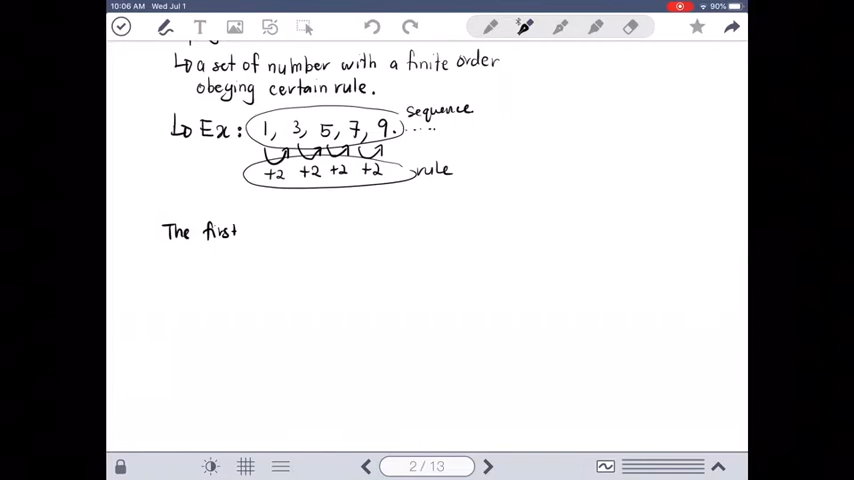 10:06 AM Wed Jul 1
90%
T
↳ a set of number with a finite order
obeying certain rule.
↳ Ex: 1, 3, 5, 7, 9. .....
sequence
+2 +2 +2 +2 rule
The first
2 / 13